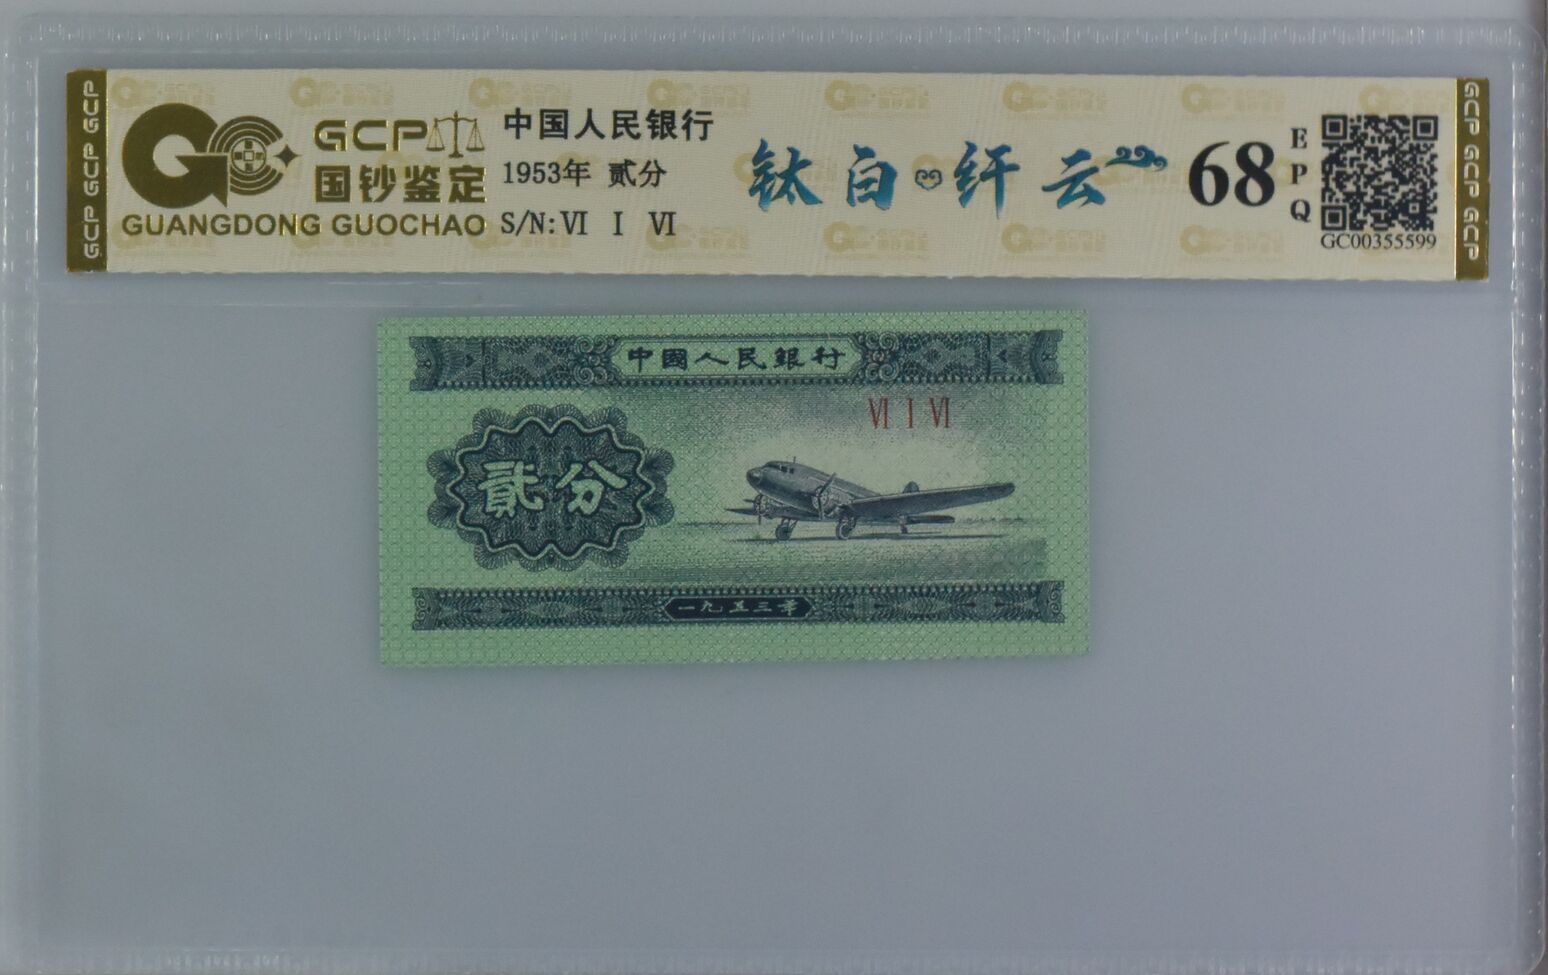 GCP GCP GCP
GCP
国钞鉴定
GUANGDONG GUOCHAO
中国人民银行
1953年 贰分
S/N: VI I VI
钛白 纤云
68
EPQ
GC00355599
GCP GCP GCP
中國人民銀行
VI I VI
貳分
一九五三年